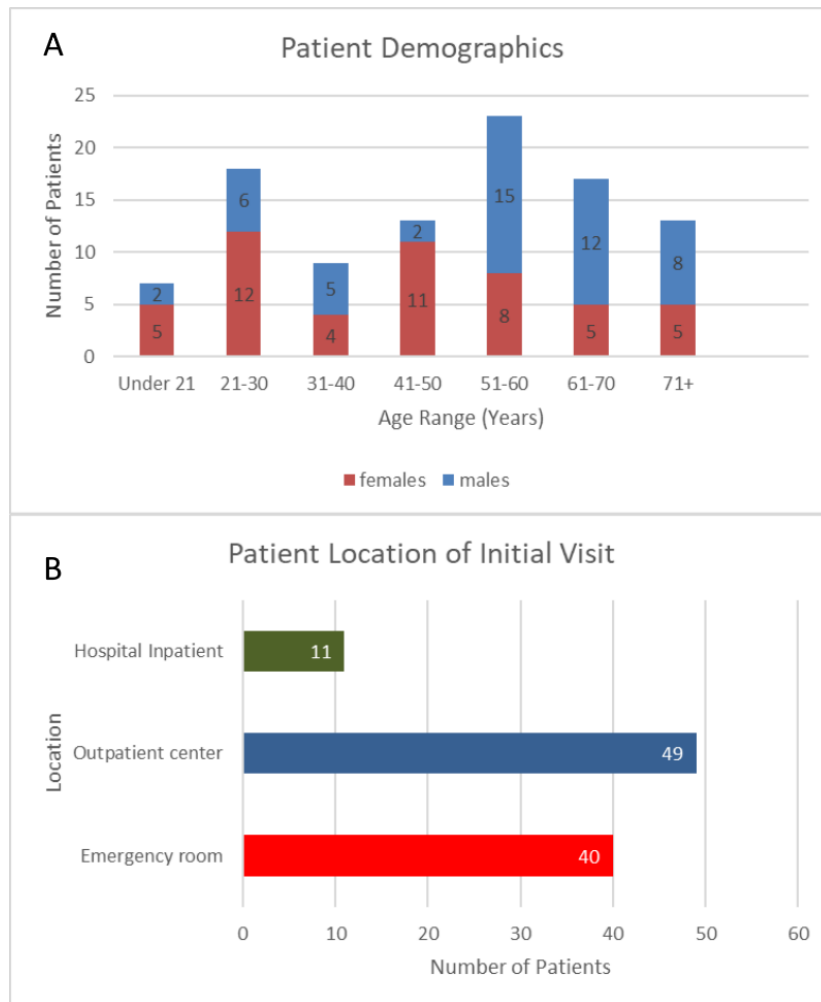 A
Patient Demographics
Number of Patients
25
20
15
10
5
0
2
5
6
12
5
4
2
11
15
8
12
5
8
5
Under 21 21-30 31-40 41-50 51-60 61-70 71+
Age Range (Years)
females males
B
Patient Location of Initial Visit
Location
Hospital Inpatient 11
Outpatient center 49
Emergency room 40
0 10 20 30 40 50 60
Number of Patients